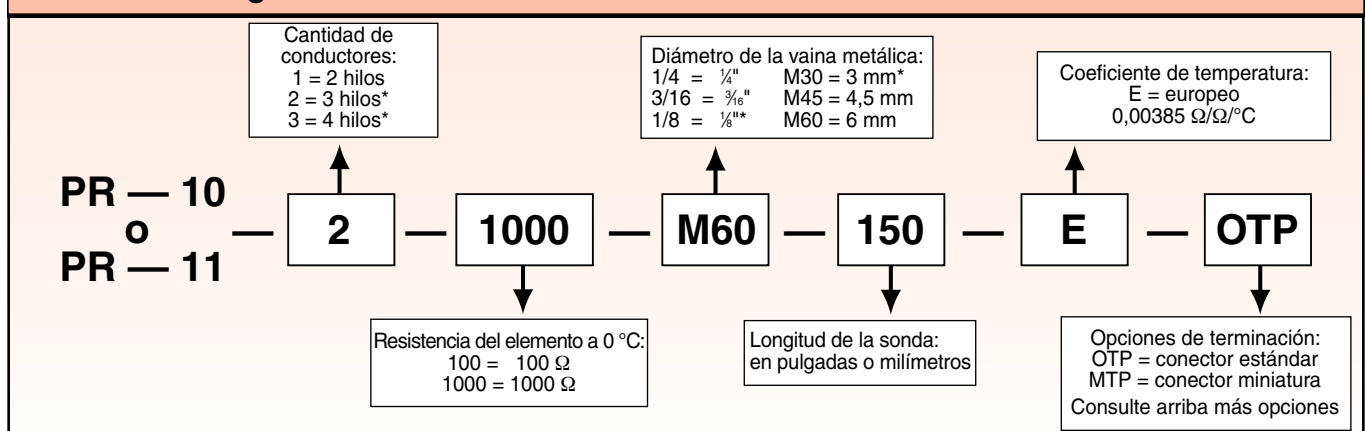 Cantidad de
conductores:
1 = 2 hilos
2 = 3 hilos*
3 = 4 hilos*
Diámetro de la vaina metálica:
1/4 = ¼" M30 = 3 mm*
3/16 = ³⁄₁₆" M45 = 4,5 mm
1/8 = ⅛"* M60 = 6 mm
Coeficiente de temperatura:
E = europeo
0,00385 Ω/Ω/°C
PR — 10
o
PR — 11
— 2 — 1000 — M60 — 150 — E — OTP
Resistencia del elemento a 0 °C:
100 = 100 Ω
1000 = 1000 Ω
Longitud de la sonda:
en pulgadas o milímetros
Opciones de terminación:
OTP = conector estándar
MTP = conector miniatura
Consulte arriba más opciones